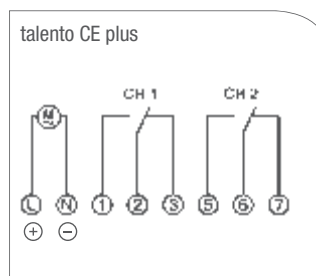 talento CE plus
CH 1 CH 2
M
L N 1 2 3 5 6 7
+ −